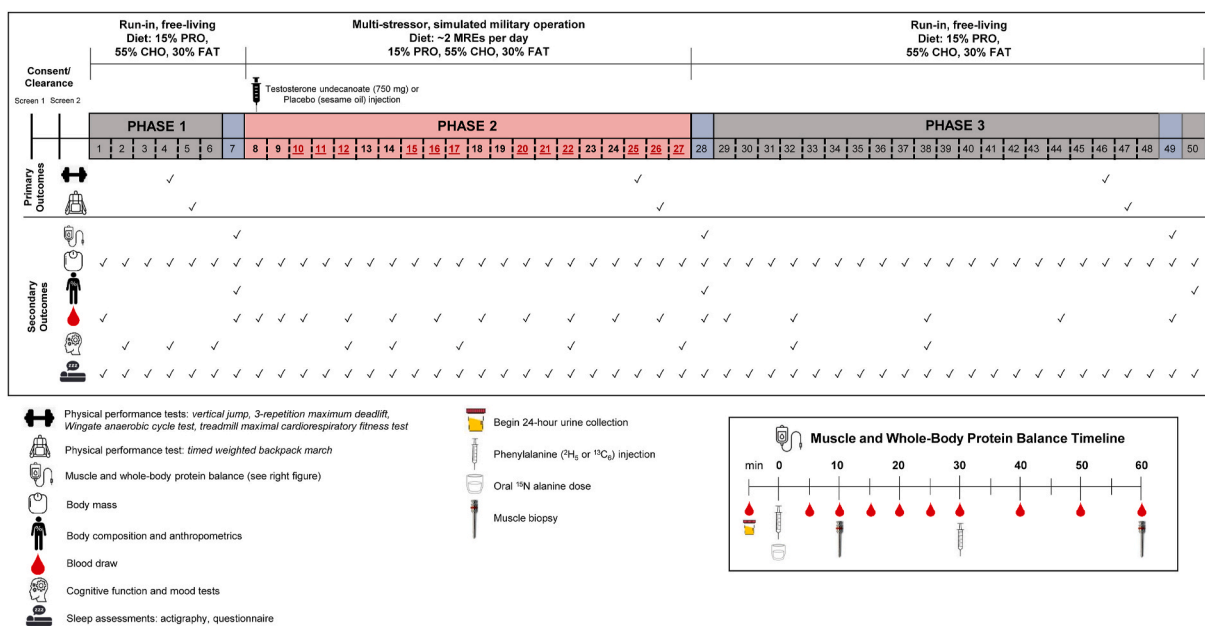 Run-in, free-living
Diet: 15% PRO,
55% CHO, 30% FAT
Multi-stressor, simulated military operation
Diet: ~2 MREs per day
15% PRO, 55% CHO, 30% FAT
Run-in, free-living
Diet: 15% PRO,
55% CHO, 30% FAT
Consent/
Clearance
Screen 1 Screen 2
Testosterone undecanoate (750 mg) or
Placebo (sesame oil) injection
PHASE 1 PHASE 2 PHASE 3
1 2 3 4 5 6 7 8 9 10 11 12 13 14 15 16 17 18 19 20 21 22 23 24 25 26 27 28 29 30 31 32 33 34 35 36 37 38 39 40 41 42 43 44 45 46 47 48 49 50
Primary
Outcomes
Secondary
Outcomes
%
zzz
Physical performance tests: vertical jump, 3-repetition maximum deadlift,
Wingate anaerobic cycle test, treadmill maximal cardiorespiratory fitness test
Physical performance test: timed weighted backpack march
Muscle and whole-body protein balance (see right figure)
Body mass
%
Body composition and anthropometrics
Blood draw
Cognitive function and mood tests
zzz
Sleep assessments: actigraphy, questionnaire
Begin 24-hour urine collection
Phenylalanine (²H₅ or ¹³C₆) injection
Oral ¹⁵N alanine dose
Muscle biopsy
Muscle and Whole-Body Protein Balance Timeline
min 0 10 20 30 40 50 60